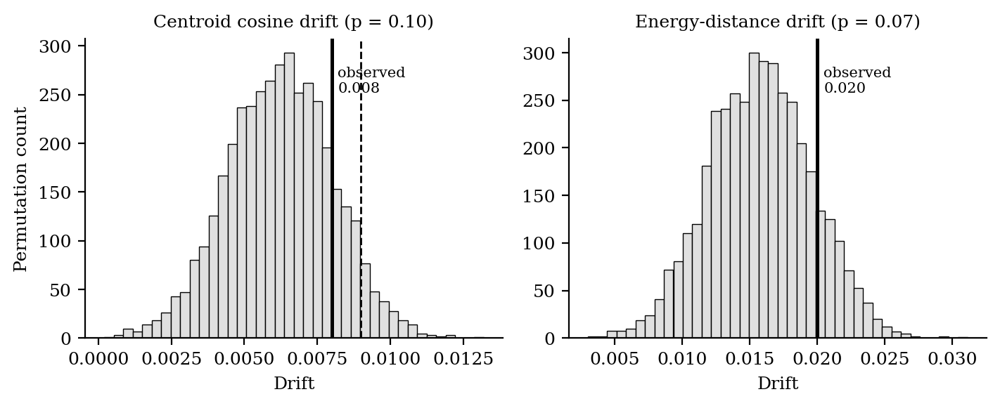 Centroid cosine drift (p = 0.10)
300
250
200
150
100
50
0
Permutation count
observed
0.008
0.0000 0.0025 0.0050 0.0075 0.0100 0.0125
Drift
Energy-distance drift (p = 0.07)
300
250
200
150
100
50
0
observed
0.020
0.005 0.010 0.015 0.020 0.025 0.030
Drift